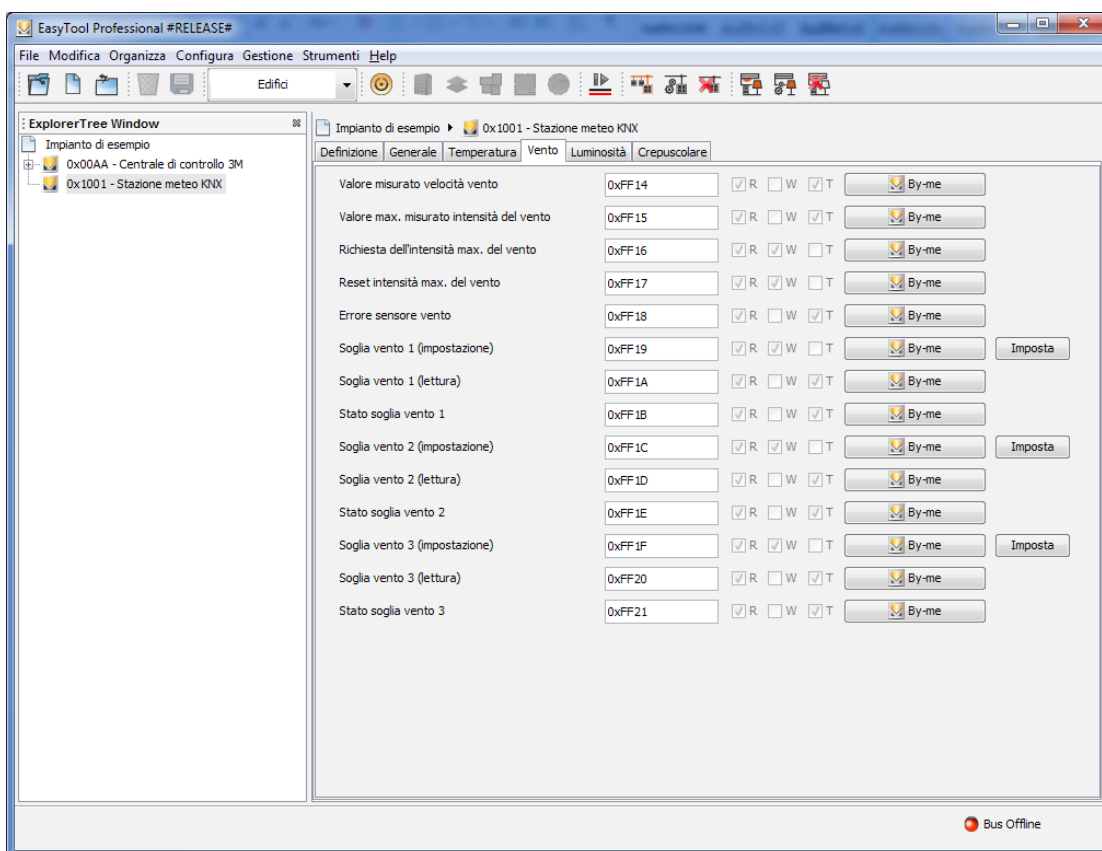 EasyTool Professional #RELEASE#
File Modifica Organizza Configura Gestione Strumenti Help
Edifici
ExplorerTree Window
Impianto di esempio
0x00AA - Centrale di controllo 3M
0x1001 - Stazione meteo KNX
Impianto di esempio 0x1001 - Stazione meteo KNX
Definizione Generale Temperatura Vento Luminosità Crepuscolare
Valore misurato velocità vento 0xFF14 R W T By-me
Valore max. misurato intensità del vento 0xFF15 R W T By-me
Richiesta dell'intensità max. del vento 0xFF16 R W T By-me
Reset intensità max. del vento 0xFF17 R W T By-me
Errore sensore vento 0xFF18 R W T By-me
Soglia vento 1 (impostazione) 0xFF19 R W T By-me Imposta
Soglia vento 1 (lettura) 0xFF1A R W T By-me
Stato soglia vento 1 0xFF1B R W T By-me
Soglia vento 2 (impostazione) 0xFF1C R W T By-me Imposta
Soglia vento 2 (lettura) 0xFF1D R W T By-me
Stato soglia vento 2 0xFF1E R W T By-me
Soglia vento 3 (impostazione) 0xFF1F R W T By-me Imposta
Soglia vento 3 (lettura) 0xFF20 R W T By-me
Stato soglia vento 3 0xFF21 R W T By-me
Bus Offline